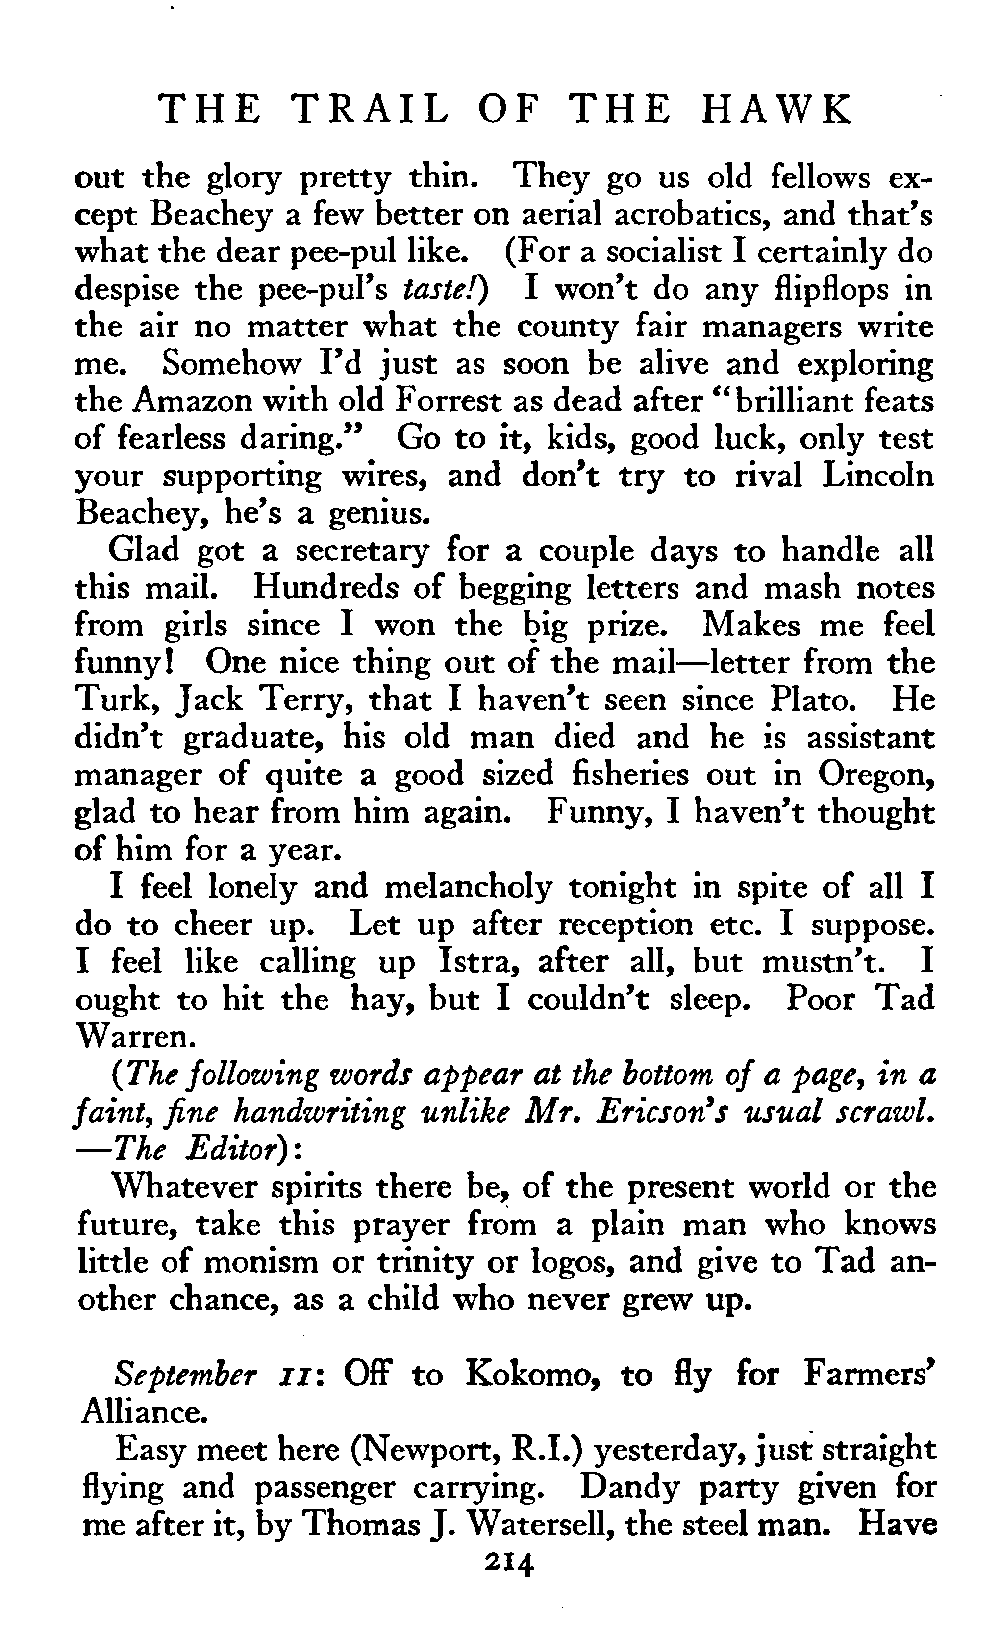 THE TRAIL OF THE HAWK
out the glory pretty thin. They go us old fellows ex-
cept Beachey a few better on aerial acrobatics, and that's
what the dear pee-pul like. (For a socialist I certainly do
despise the pee-pul's taste!) I won't do any flipflops in
the air no matter what the county fair managers write
me. Somehow I'd just as soon be alive and exploring
the Amazon with old Forrest as dead after "brilliant feats
of fearless daring." Go to it, kids, good luck, only test
your supporting wires, and don't try to rival Lincoln
Beachey, he's a genius.
Glad got a secretary for a couple days to handle all
this mail. Hundreds of begging letters and mash notes
from girls since I won the big prize. Makes me feel
funny! One nice thing out of the mail—letter from the
Turk, Jack Terry, that I haven't seen since Plato. He
didn't graduate, his old man died and he is assistant
manager of quite a good sized fisheries out in Oregon,
glad to hear from him again. Funny, I haven't thought
of him for a year.
I feel lonely and melancholy tonight in spite of all I
do to cheer up. Let up after reception etc. I suppose.
I feel like calling up Istra, after all, but mustn't. I
ought to hit the hay, but I couldn't sleep. Poor Tad
Warren.
(The following words appear at the bottom of a page, in a
faint, fine handwriting unlike Mr. Ericson's usual scrawl.
—The Editor):
Whatever spirits there be, of the present world or the
future, take this prayer from a plain man who knows
little of monism or trinity or logos, and give to Tad an-
other chance, as a child who never grew up.
September 11: Off to Kokomo, to fly for Farmers'
Alliance.
Easy meet here (Newport, R.I.) yesterday, just straight
flying and passenger carrying. Dandy party given for
me after it, by Thomas J. Watersell, the steel man. Have
214